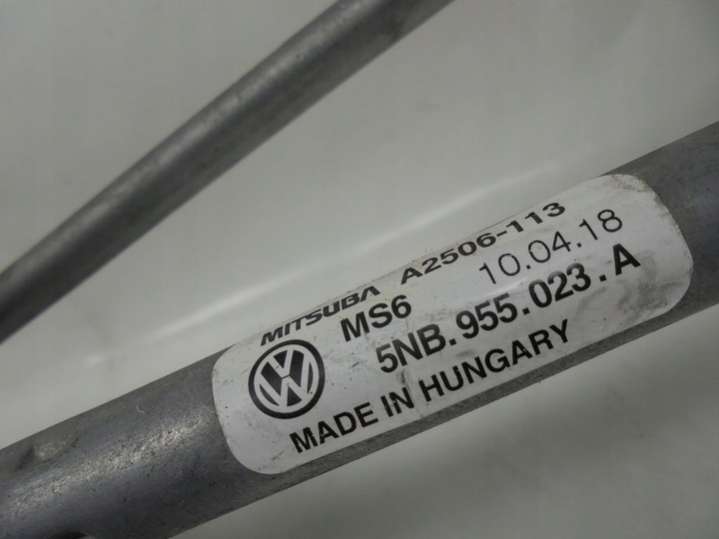 MITSUBA A2506-113
MS6 10.04.18
5NB.955.023.A
MADE IN HUNGARY